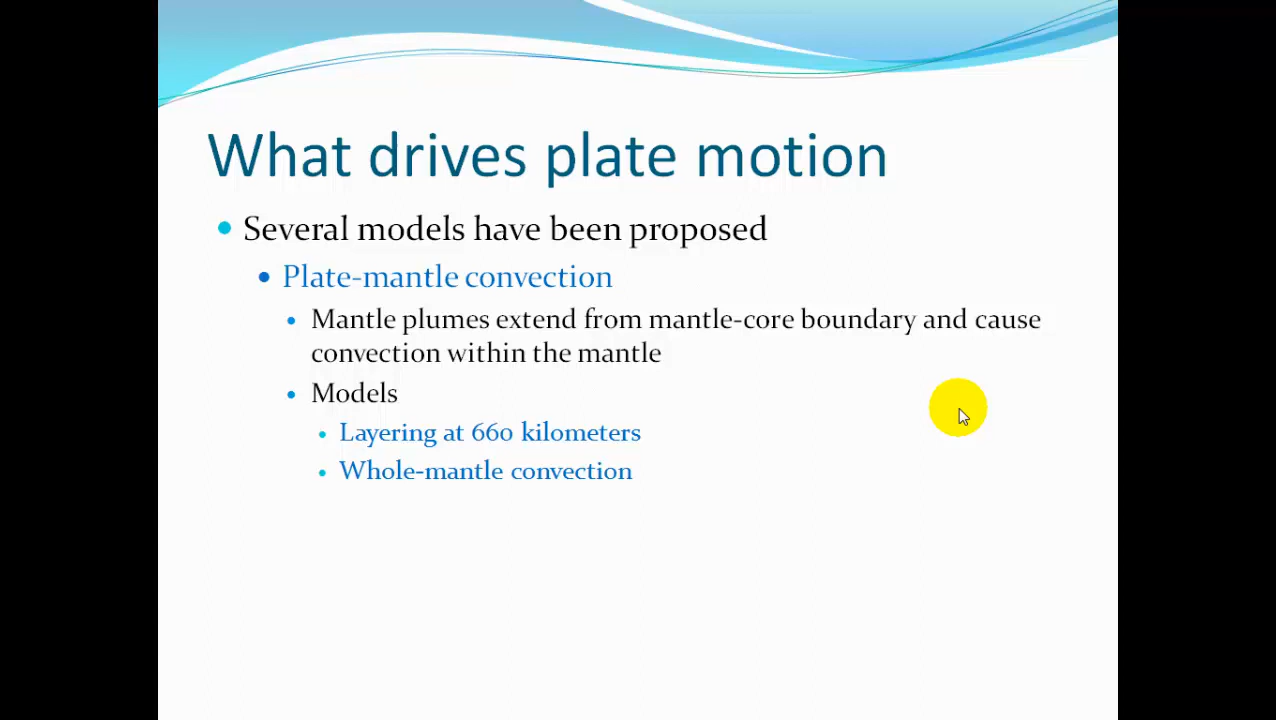 What drives plate motion
Several models have been proposed
Plate-mantle convection
Mantle plumes extend from mantle-core boundary and cause
convection within the mantle
Models
Layering at 660 kilometers
Whole-mantle convection